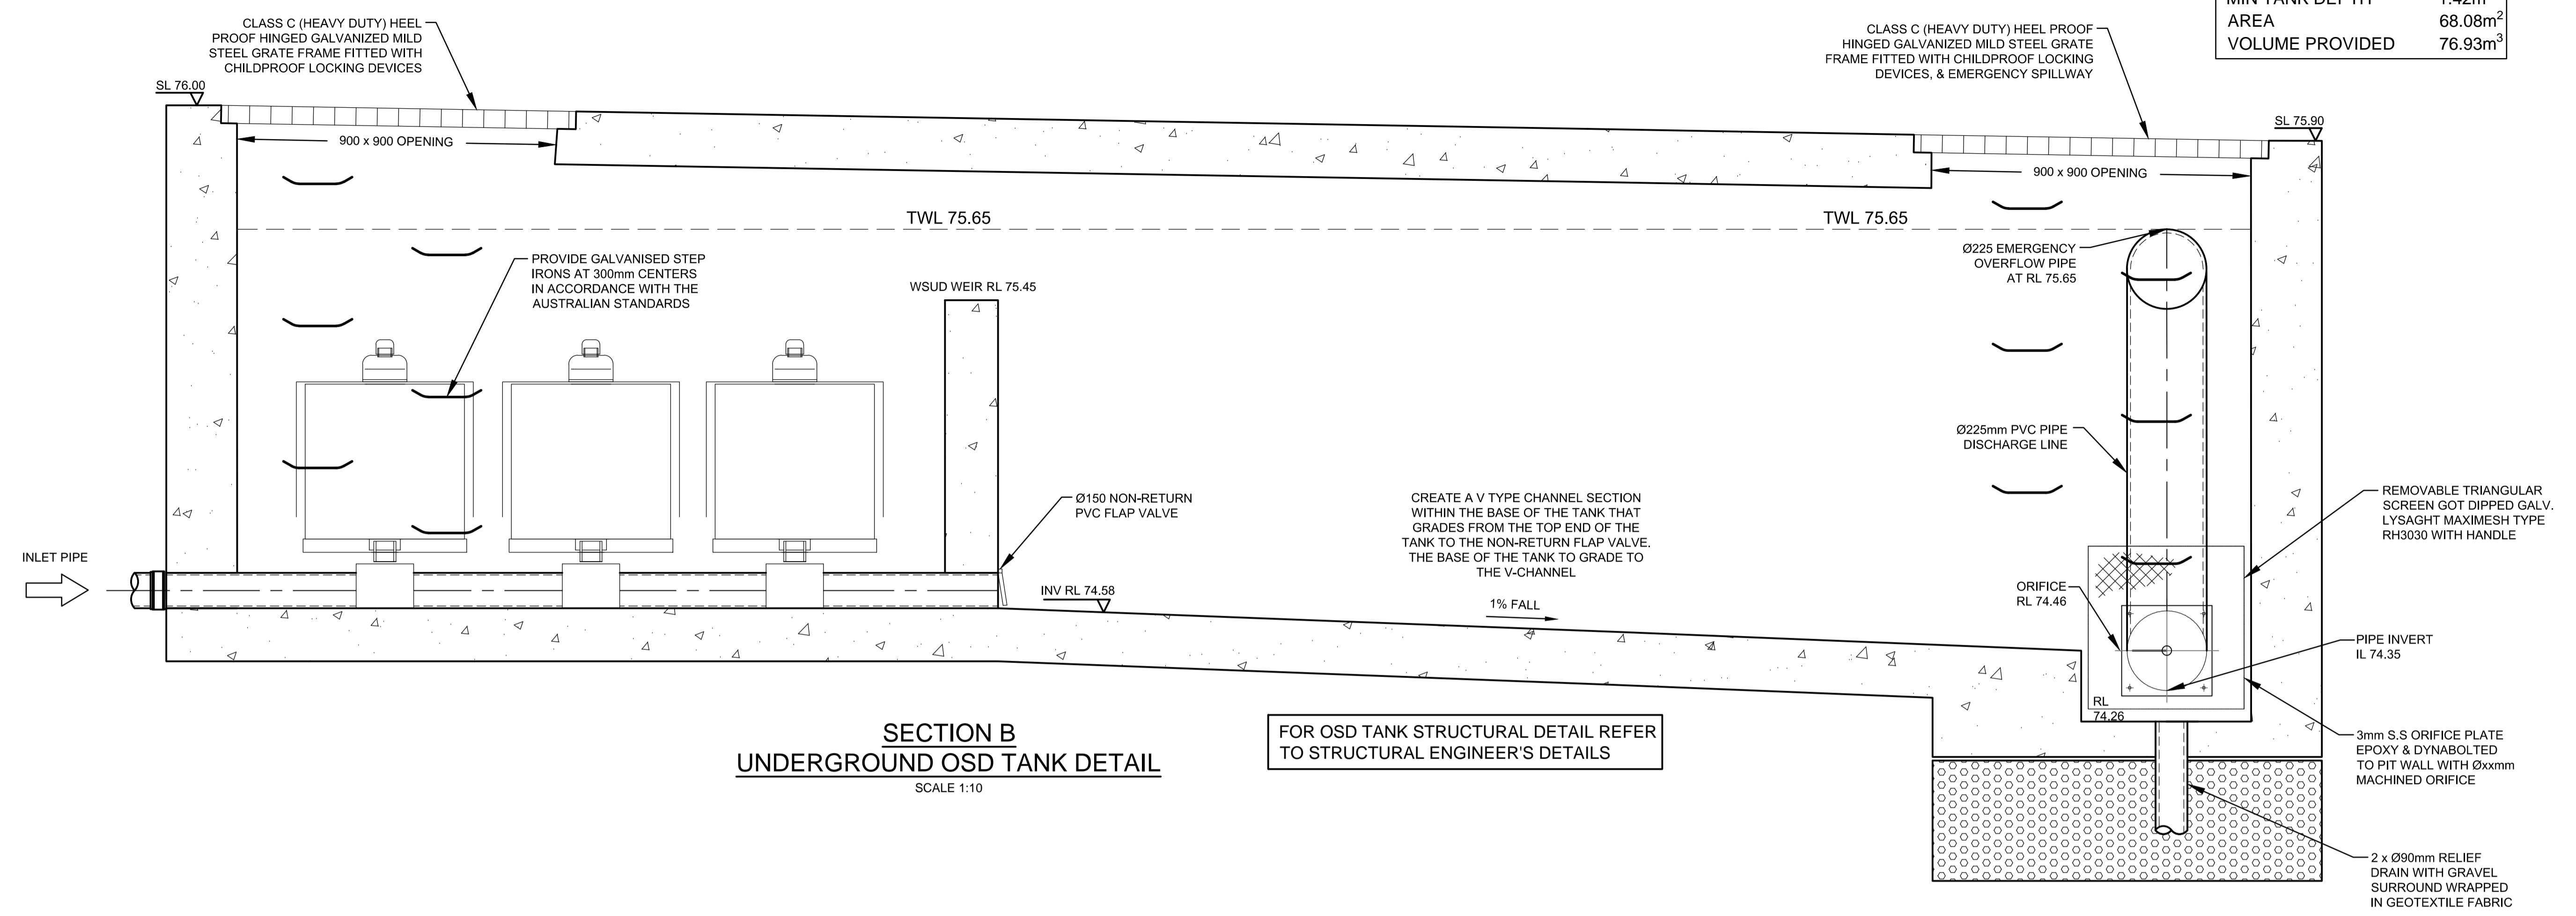 MIN TANK DEPTH 1.42m
AREA 68.08m²
VOLUME PROVIDED 76.93m³
CLASS C (HEAVY DUTY) HEEL
PROOF HINGED GALVANIZED MILD
STEEL GRATE FRAME FITTED WITH
CHILDPROOF LOCKING DEVICES
CLASS C (HEAVY DUTY) HEEL PROOF
HINGED GALVANIZED MILD STEEL GRATE
FRAME FITTED WITH CHILDPROOF LOCKING
DEVICES, & EMERGENCY SPILLWAY
SL 76.00
SL 75.90
900 x 900 OPENING
900 x 900 OPENING
TWL 75.65
TWL 75.65
PROVIDE GALVANISED STEP
IRONS AT 300mm CENTERS
IN ACCORDANCE WITH THE
AUSTRALIAN STANDARDS
WSUD WEIR RL 75.45
Ø225 EMERGENCY
OVERFLOW PIPE
AT RL 75.65
Ø225mm PVC PIPE
DISCHARGE LINE
Ø150 NON-RETURN
PVC FLAP VALVE
CREATE A V TYPE CHANNEL SECTION
WITHIN THE BASE OF THE TANK THAT
GRADES FROM THE TOP END OF THE
TANK TO THE NON-RETURN FLAP VALVE.
THE BASE OF THE TANK TO GRADE TO
THE V-CHANNEL
REMOVABLE TRIANGULAR
SCREEN GOT DIPPED GALV.
LYSAGHT MAXIMESH TYPE
RH3030 WITH HANDLE
INLET PIPE
INV RL 74.58
1% FALL
ORIFICE
RL 74.46
PIPE INVERT
IL 74.35
RL
74.26
SECTION B
UNDERGROUND OSD TANK DETAIL
SCALE 1:10
FOR OSD TANK STRUCTURAL DETAIL REFER
TO STRUCTURAL ENGINEER'S DETAILS
3mm S.S ORIFICE PLATE
EPOXY & DYNABOLTED
TO PIT WALL WITH Øxxmm
MACHINED ORIFICE
2 x Ø90mm RELIEF
DRAIN WITH GRAVEL
SURROUND WRAPPED
IN GEOTEXTILE FABRIC